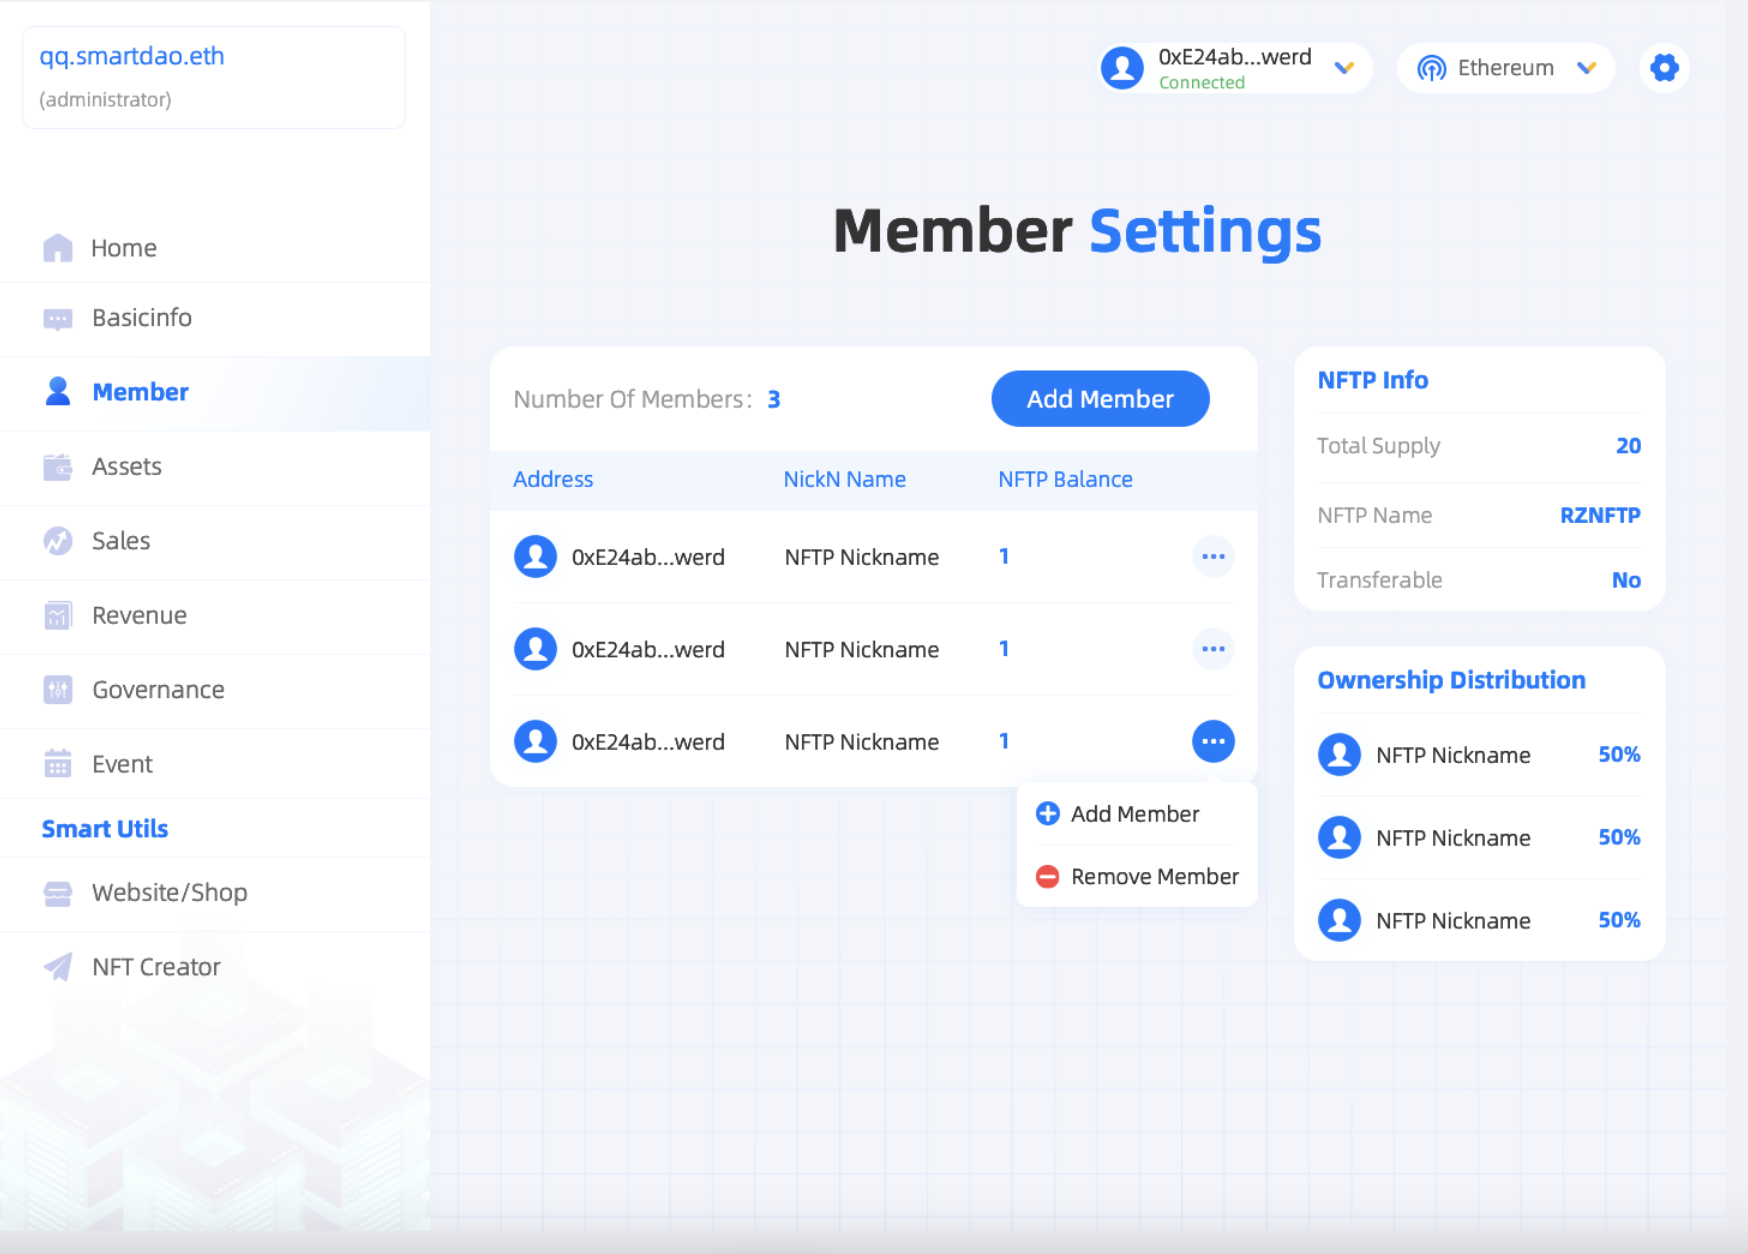 qq.smartdao.eth
(administrator)
Home
Basicinfo
Member
Assets
Sales
Revenue
Governance
Event
Smart Utils
Website/Shop
NFT Creator
0xE24ab...werd
Connected
Ethereum
Member Settings
Number Of Members: 3
Add Member
Address NickN Name NFTP Balance
0xE24ab...werd NFTP Nickname 1
0xE24ab...werd NFTP Nickname 1
0xE24ab...werd NFTP Nickname 1
Add Member
Remove Member
NFTP Info
Total Supply 20
NFTP Name RZNFTP
Transferable No
Ownership Distribution
NFTP Nickname 50%
NFTP Nickname 50%
NFTP Nickname 50%